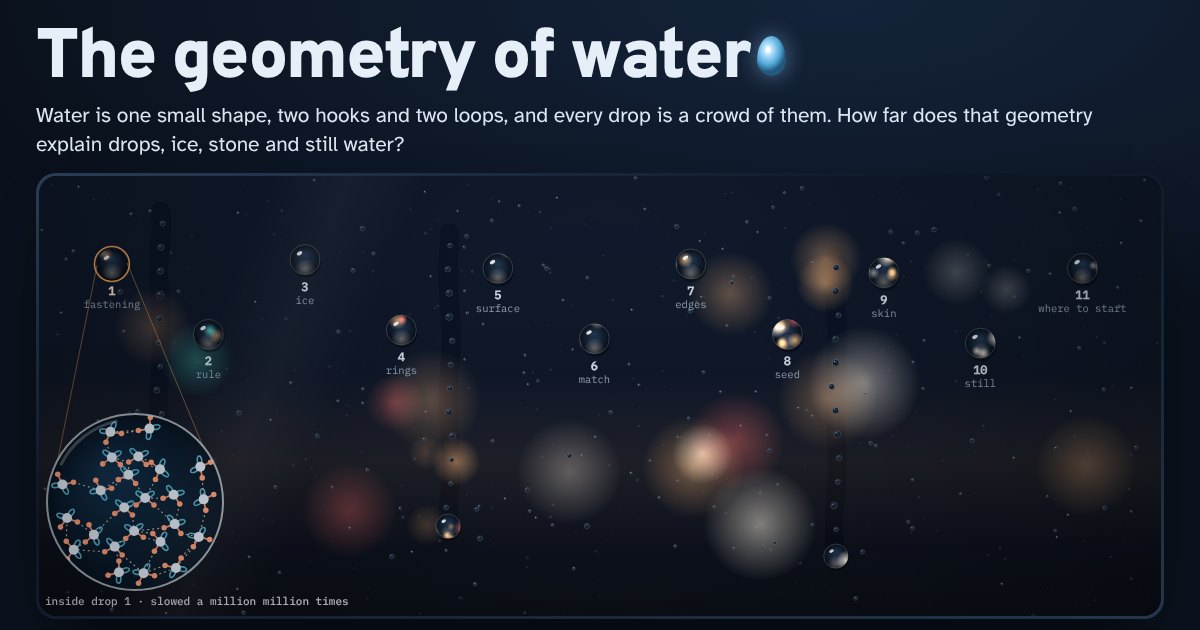 The geometry of water
Water is one small shape, two hooks and two loops, and every drop is a crowd of them. How far does that geometry
explain drops, ice, stone and still water?
1
fastening
2
rule
3
ice
4
rings
5
surface
6
match
7
edges
8
seed
9
skin
10
still
11
where to start
inside drop 1 · slowed a million million times